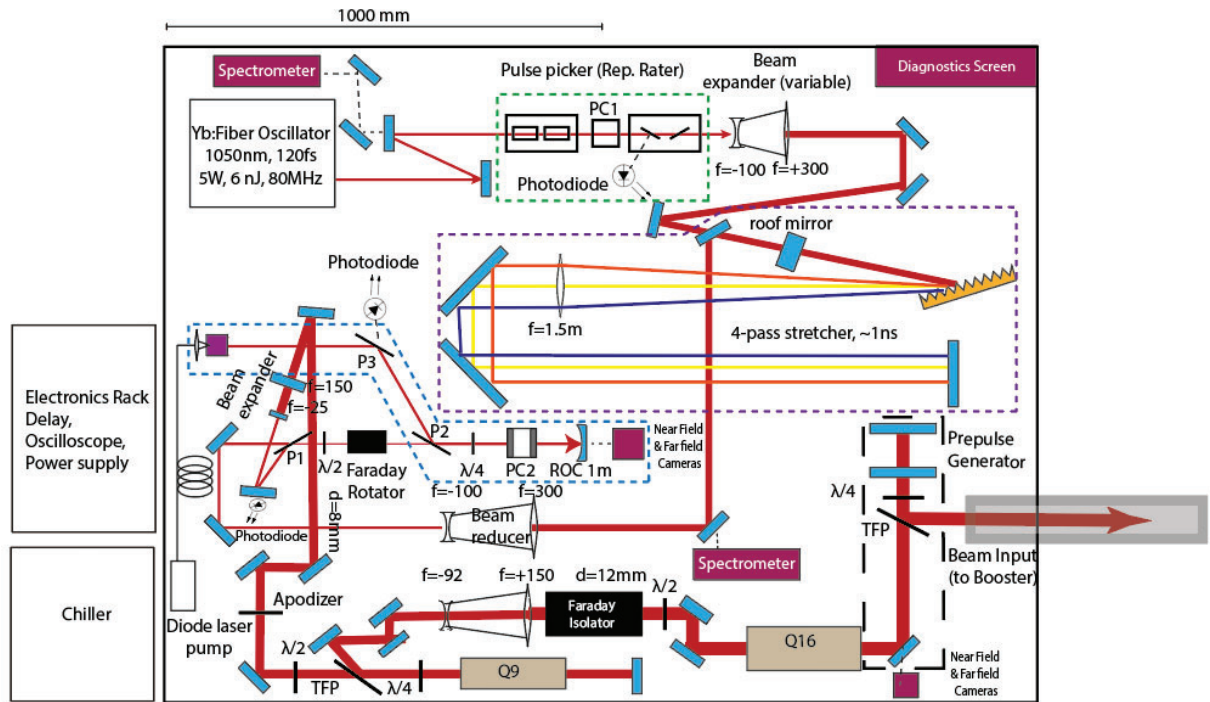 1000 mm
Spectrometer
Pulse picker (Rep. Rater)
Beam
expander (variable)
Diagnostics Screen
PC1
Yb:Fiber Oscillator
1050nm, 120fs
5W, 6 nJ, 80MHz
f=-100
f=+300
Photodiode
roof mirror
Photodiode
f=1.5m
4-pass stretcher, ~1ns
P3
Beam
expander
f=150
f=-25
Electronics Rack
Delay,
Oscilloscope,
Power supply
P1
λ/2
Faraday
Rotator
P2
λ/4
PC2
ROC 1m
Near Field
& Far field
Cameras
Prepulse
Generator
λ/4
TFP
f=-100
f=300
Photodiode
d=8mm
Beam
reducer
Beam Input
(to Booster)
Spectrometer
Chiller
Apodizer
Diode laser
pump
f=-92
f=+150
d=12mm
λ/2
Faraday
Isolator
λ/2
TFP
λ/4
Q9
Q16
Near Field
& Far field
Cameras